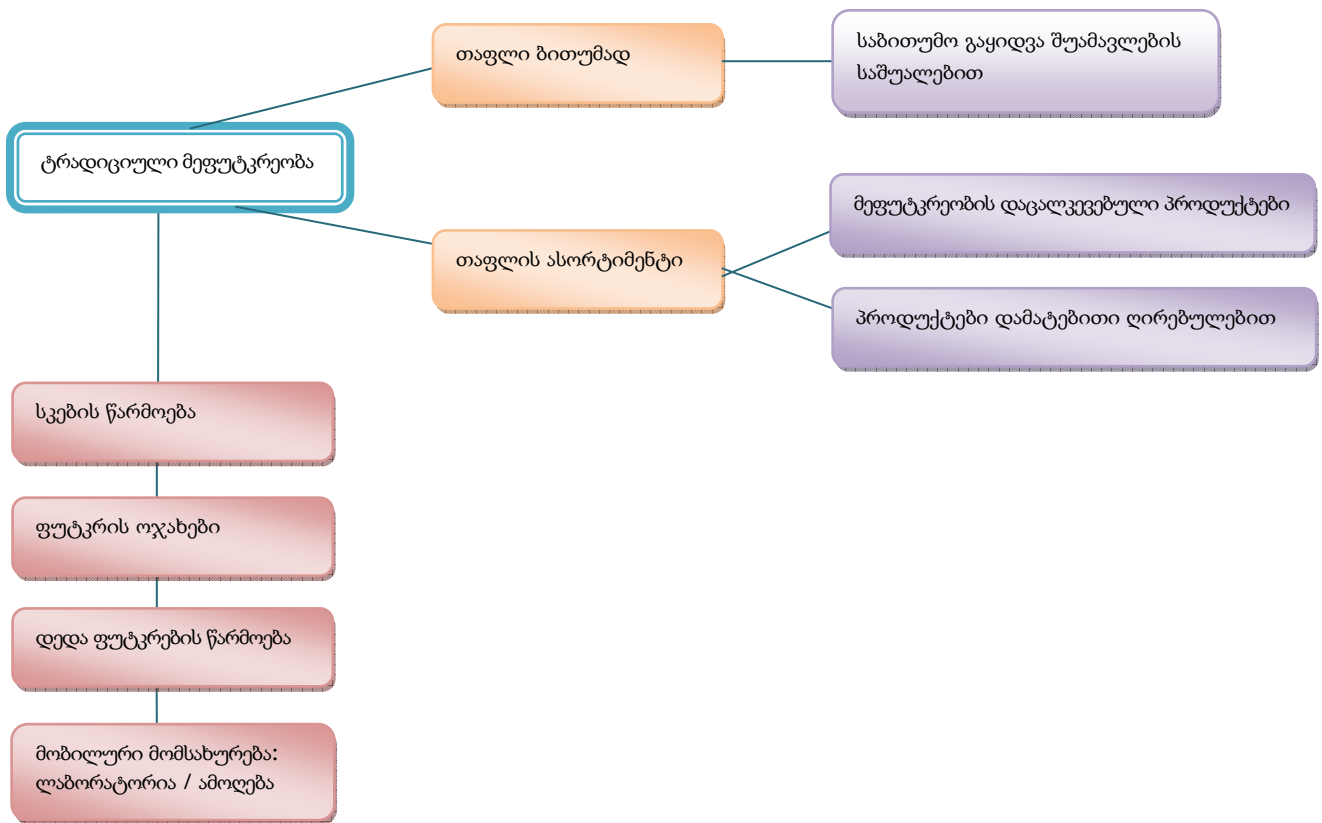 თაფლი ბითუმად
საბითუმო გაყიდვა შუამავლების
საშუალებით
ტრადიციული მეფუტკრეობა
თაფლის ასორტიმენტი
მეფუტკრეობის დაცალკევებული პროდუქტები
პროდუქტები დამატებითი ღირებულებით
სკების წარმოება
ფუტკრის ოჯახები
დედა ფუტკრების წარმოება
მობილური მომსახურება:
ლაბორატორია / ამოღება